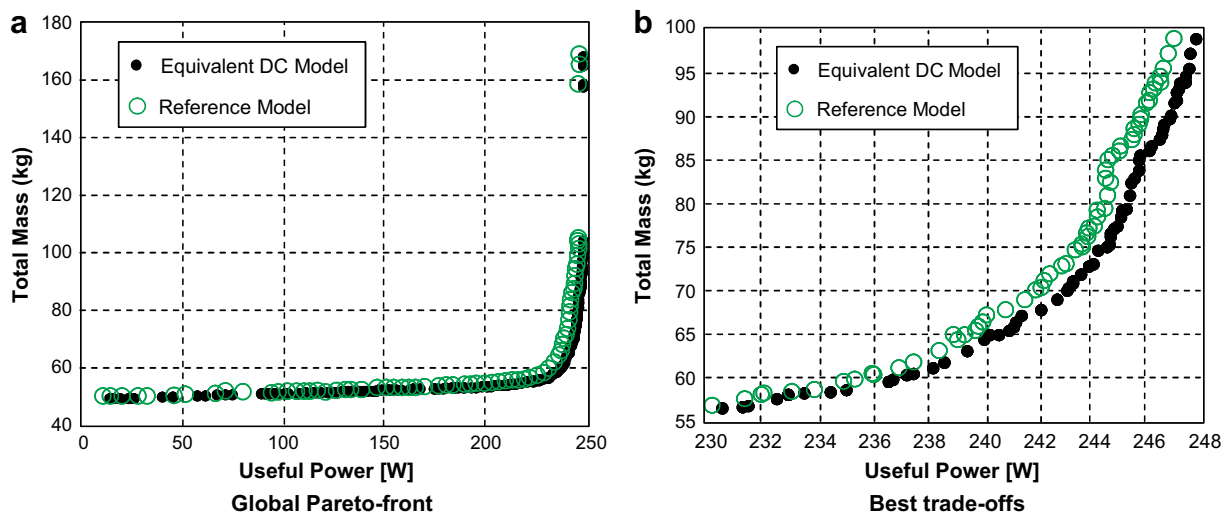 a
180
160
140
120
100
80
60
40
Total Mass (kg)
Equivalent DC Model
Reference Model
0 50 100 150 200 250
Useful Power [W]
Global Pareto-front
b
100
95
90
85
80
75
70
65
60
55
Total Mass (kg)
Equivalent DC Model
Reference Model
230 232 234 236 238 240 242 244 246 248
Useful Power [W]
Best trade-offs